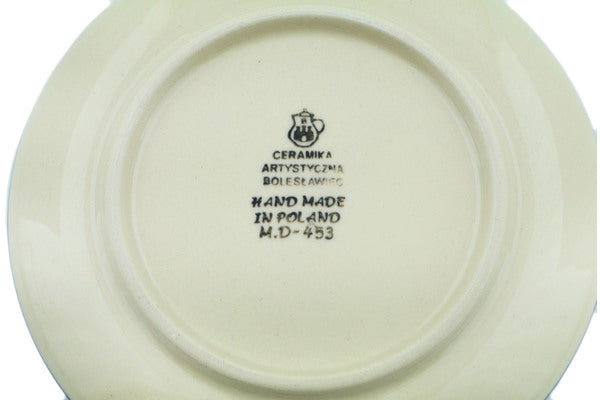 CERAMIKA
ARTYSTYCZNA
BOLESŁAWIEC
HAND MADE
IN POLAND
M.D-453